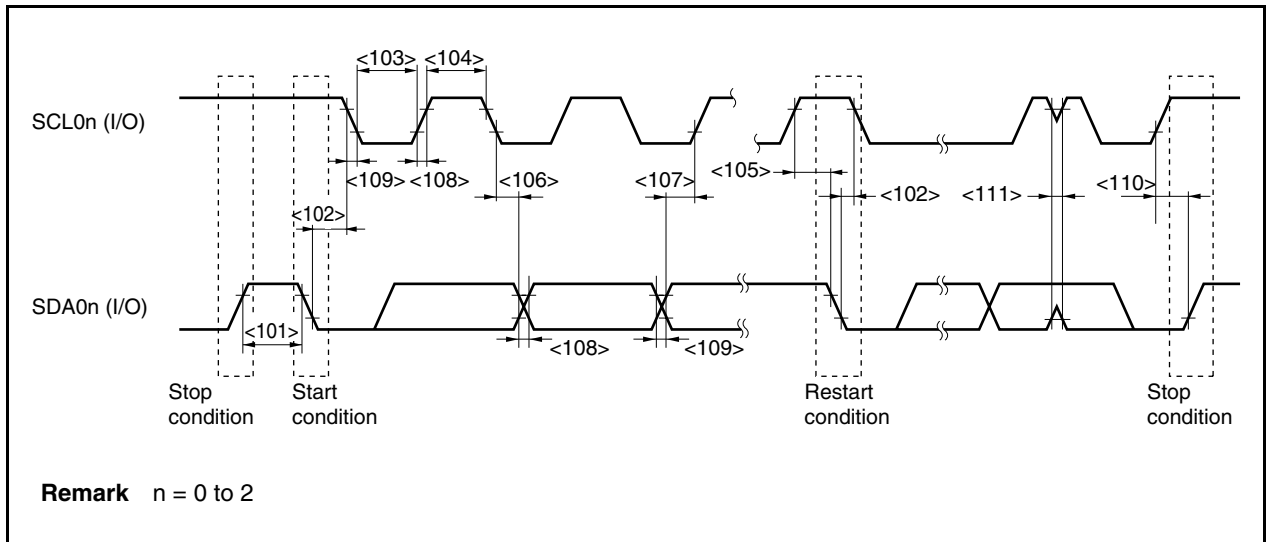 <103> <104>
SCL0n (I/O)
<109> <108> <106> <107> <105> <102> <111> <110>
<102>
SDA0n (I/O)
<101>
<108> <109>
Stop condition
Start condition
Restart condition
Stop condition
Remark n = 0 to 2